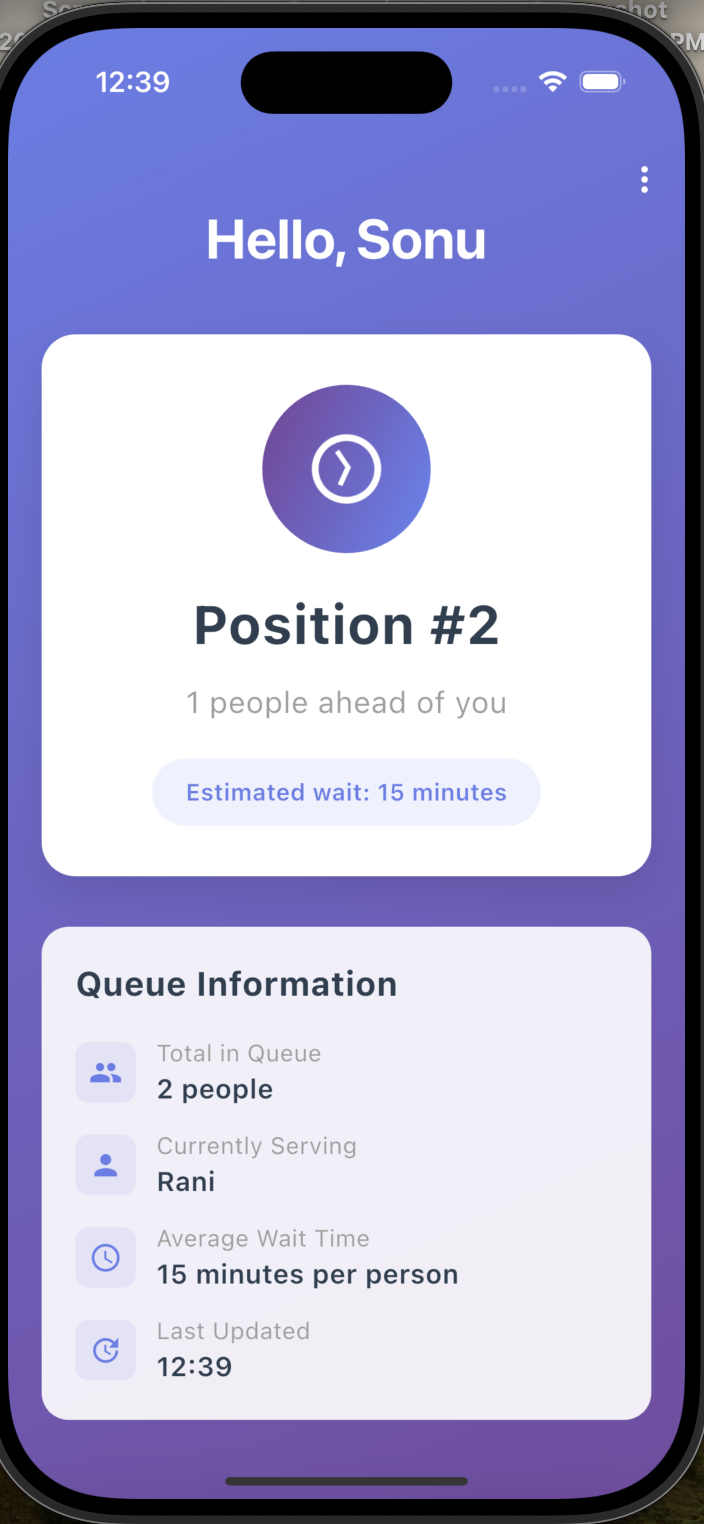 12:39
Hello, Sonu
Position #2
1 people ahead of you
Estimated wait: 15 minutes
Queue Information
Total in Queue
2 people
Currently Serving
Rani
Average Wait Time
15 minutes per person
Last Updated
12:39
PM